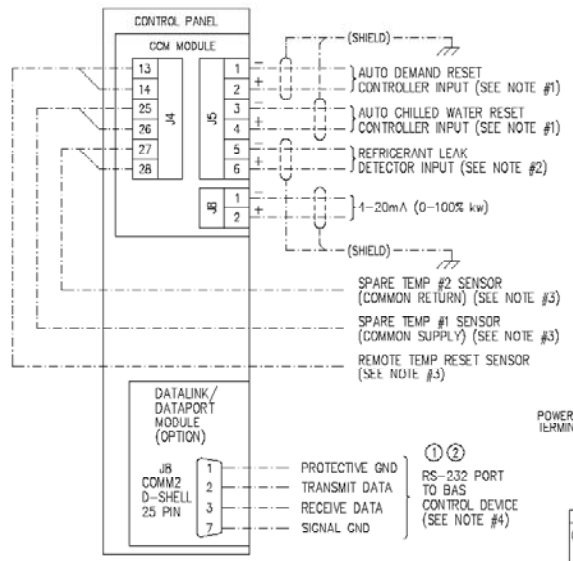 CONTROL PANEL
CCM MODULE
13
14
25
26
27
28
J4
J5
1
2
3
4
5
6
−
+
−
+
−
+
J8
1
2
−
+
(SHIELD)
AUTO DEMAND RESET
CONTROLLER INPUT (SEE NOTE #1)
AUTO CHILLED WATER RESET
CONTROLLER INPUT (SEE NOTE #1)
REFRIGERANT LEAK
DETECTOR INPUT (SEE NOTE #2)
4-20mA (0-100% kw)
(SHIELD)
SPARE TEMP #2 SENSOR
(COMMON RETURN) (SEE NOTE #3)
SPARE TEMP #1 SENSOR
(COMMON SUPPLY) (SEE NOTE #3)
REMOTE TEMP RESET SENSOR
(SEE NOTE #3)
DATALINK/
DATAPORT
MODULE
(OPTION)
J8
COMM2
D-SHELL
25 PIN
1
2
3
7
PROTECTIVE GND
TRANSMIT DATA
RECEIVE DATA
SIGNAL GND
① ②
RS-232 PORT
TO BAS
CONTROL DEVICE
(SEE NOTE #4)
POWER
TERMIN